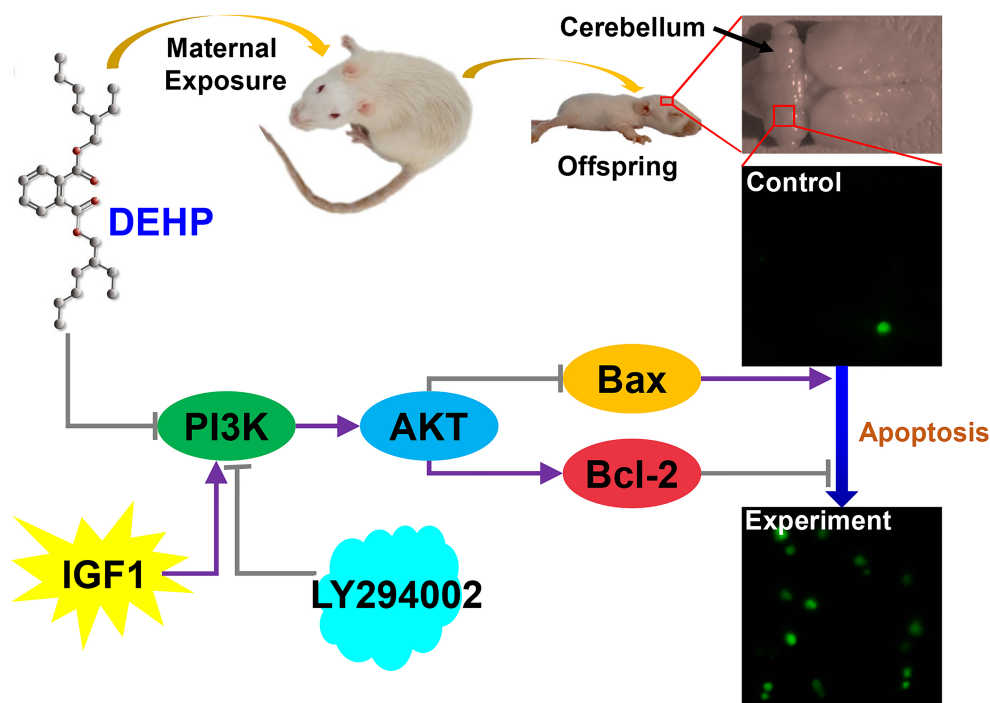 Maternal
Exposure
Cerebellum
Offspring
Control
DEHP
PI3K
AKT
Bax
Bcl-2
Apoptosis
IGF1
LY294002
Experiment